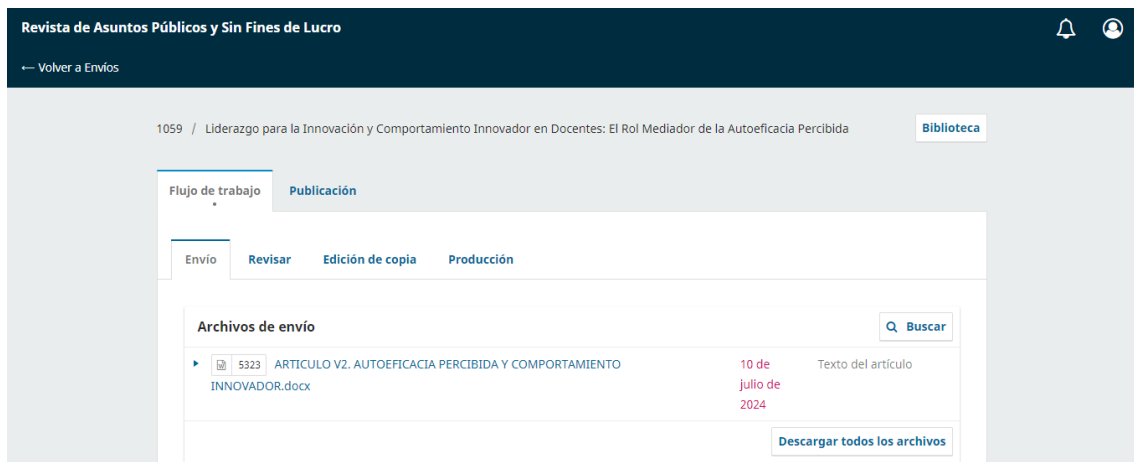 Revista de Asuntos Públicos y Sin Fines de Lucro
← Volver a Envíos
1059 / Liderazgo para la Innovación y Comportamiento Innovador en Docentes: El Rol Mediador de la Autoeficacia Percibida
Biblioteca
Flujo de trabajo
Publicación
Envío
Revisar
Edición de copia
Producción
Archivos de envío
Buscar
5323 ARTICULO V2. AUTOEFICACIA PERCIBIDA Y COMPORTAMIENTO
INNOVADOR.docx
10 de
julio de
2024
Texto del artículo
Descargar todos los archivos